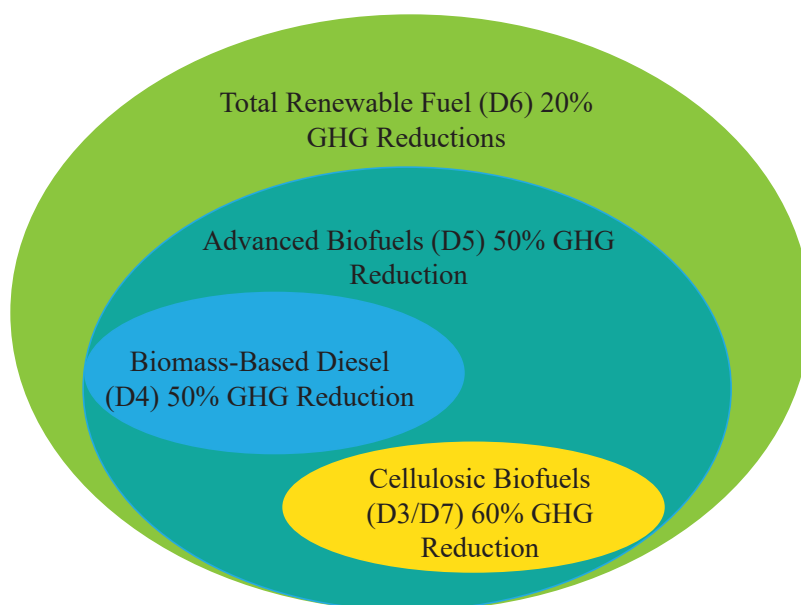 Total Renewable Fuel (D6) 20%
GHG Reductions
Advanced Biofuels (D5) 50% GHG
Reduction
Biomass-Based Diesel
(D4) 50% GHG Reduction
Cellulosic Biofuels
(D3/D7) 60% GHG
Reduction